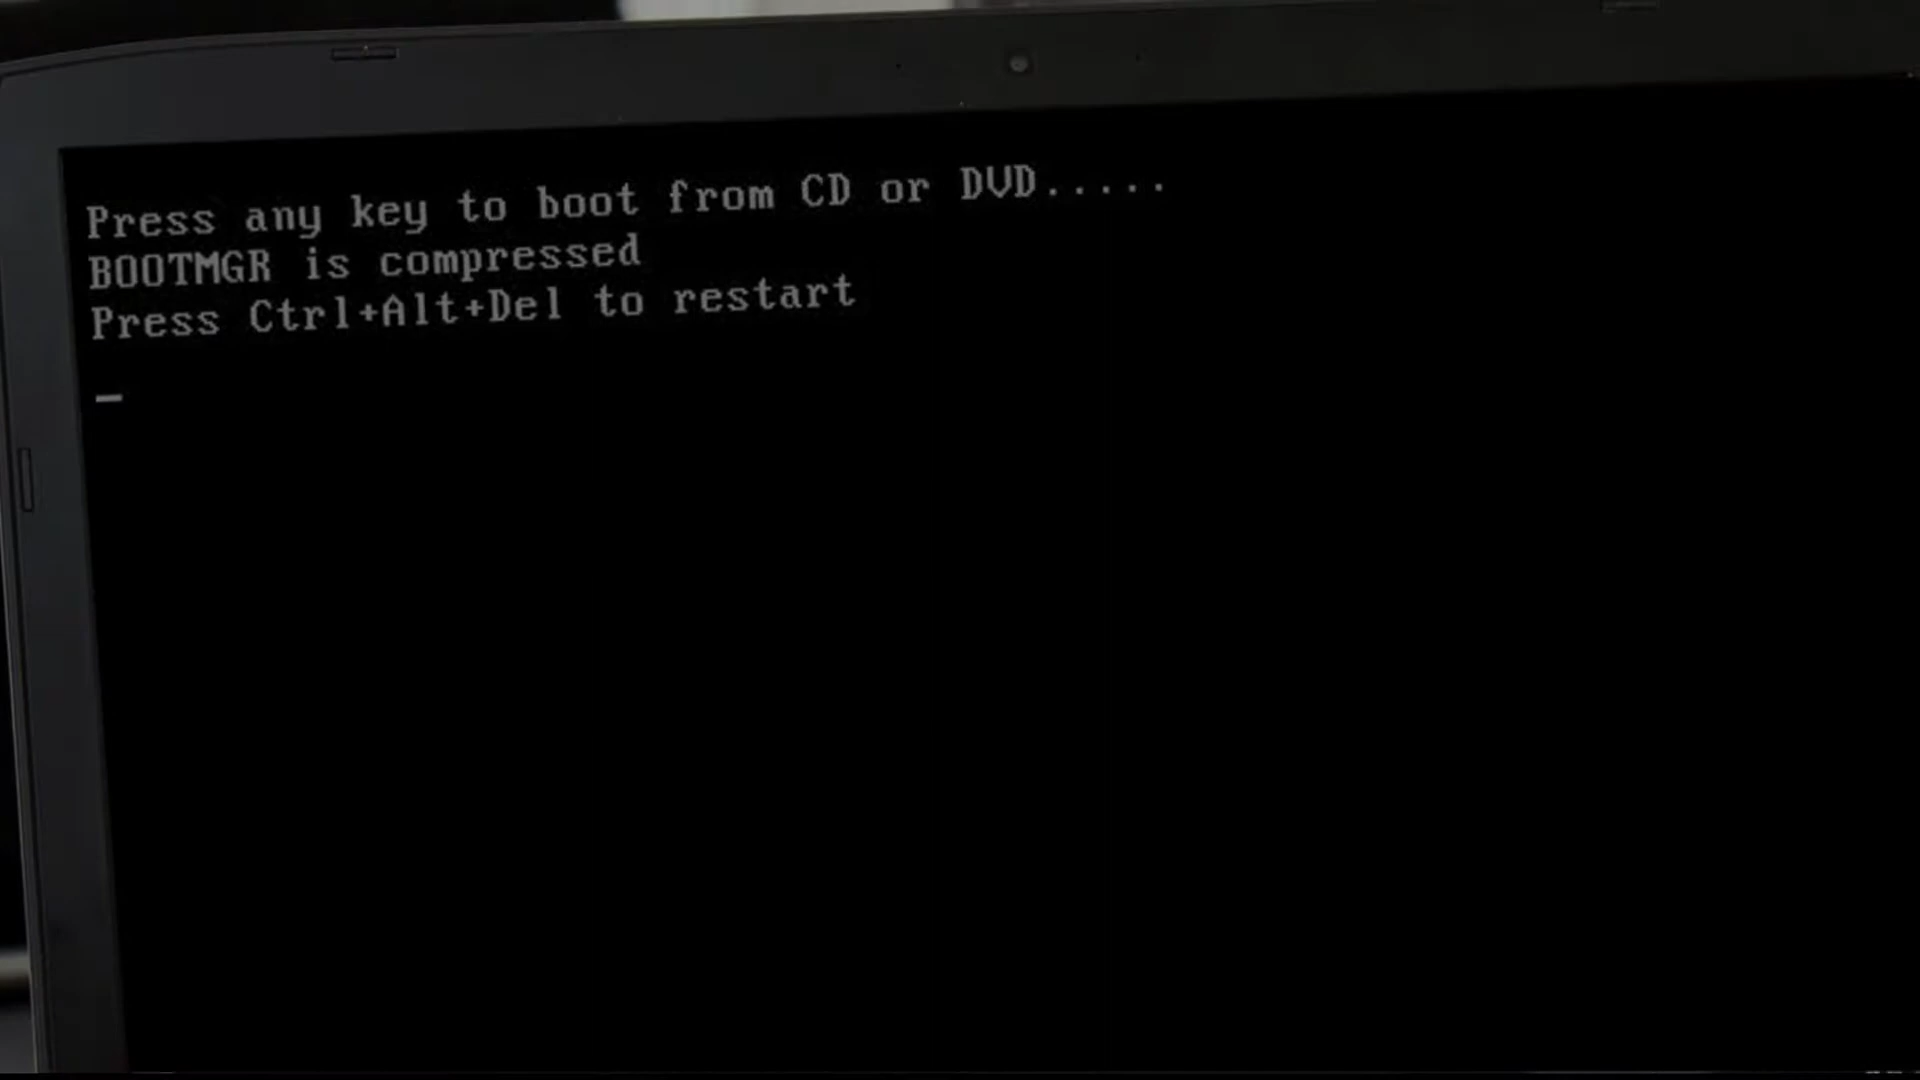 Press any key to boot from CD or DVD.....
BOOTMGR is compressed
Press Ctrl+Alt+Del to restart
_